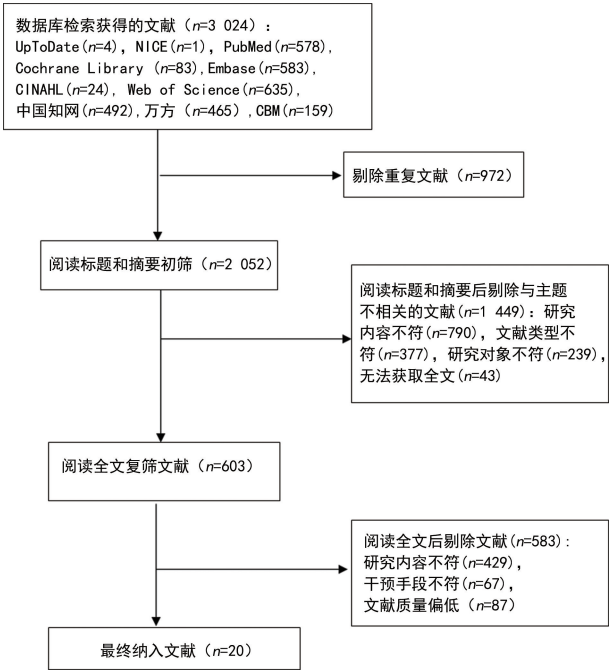 数据库检索获得的文献(n=3 024):
UpToDate(n=4), NICE(n=1), PubMed(n=578),
Cochrane Library (n=83),Embase(n=583),
CINAHL(n=24), Web of Science(n=635),
中国知网(n=492),万方(n=465),CBM(n=159)
剔除重复文献(n=972)
阅读标题和摘要初筛(n=2 052)
阅读标题和摘要后剔除与主题
不相关的文献(n=1 449):研究
内容不符(n=790),文献类型不
符(n=377),研究对象不符(n=239),
无法获取全文(n=43)
阅读全文复筛文献(n=603)
阅读全文后剔除文献(n=583):
研究内容不符(n=429),
干预手段不符(n=67),
文献质量偏低(n=87)
最终纳入文献(n=20)